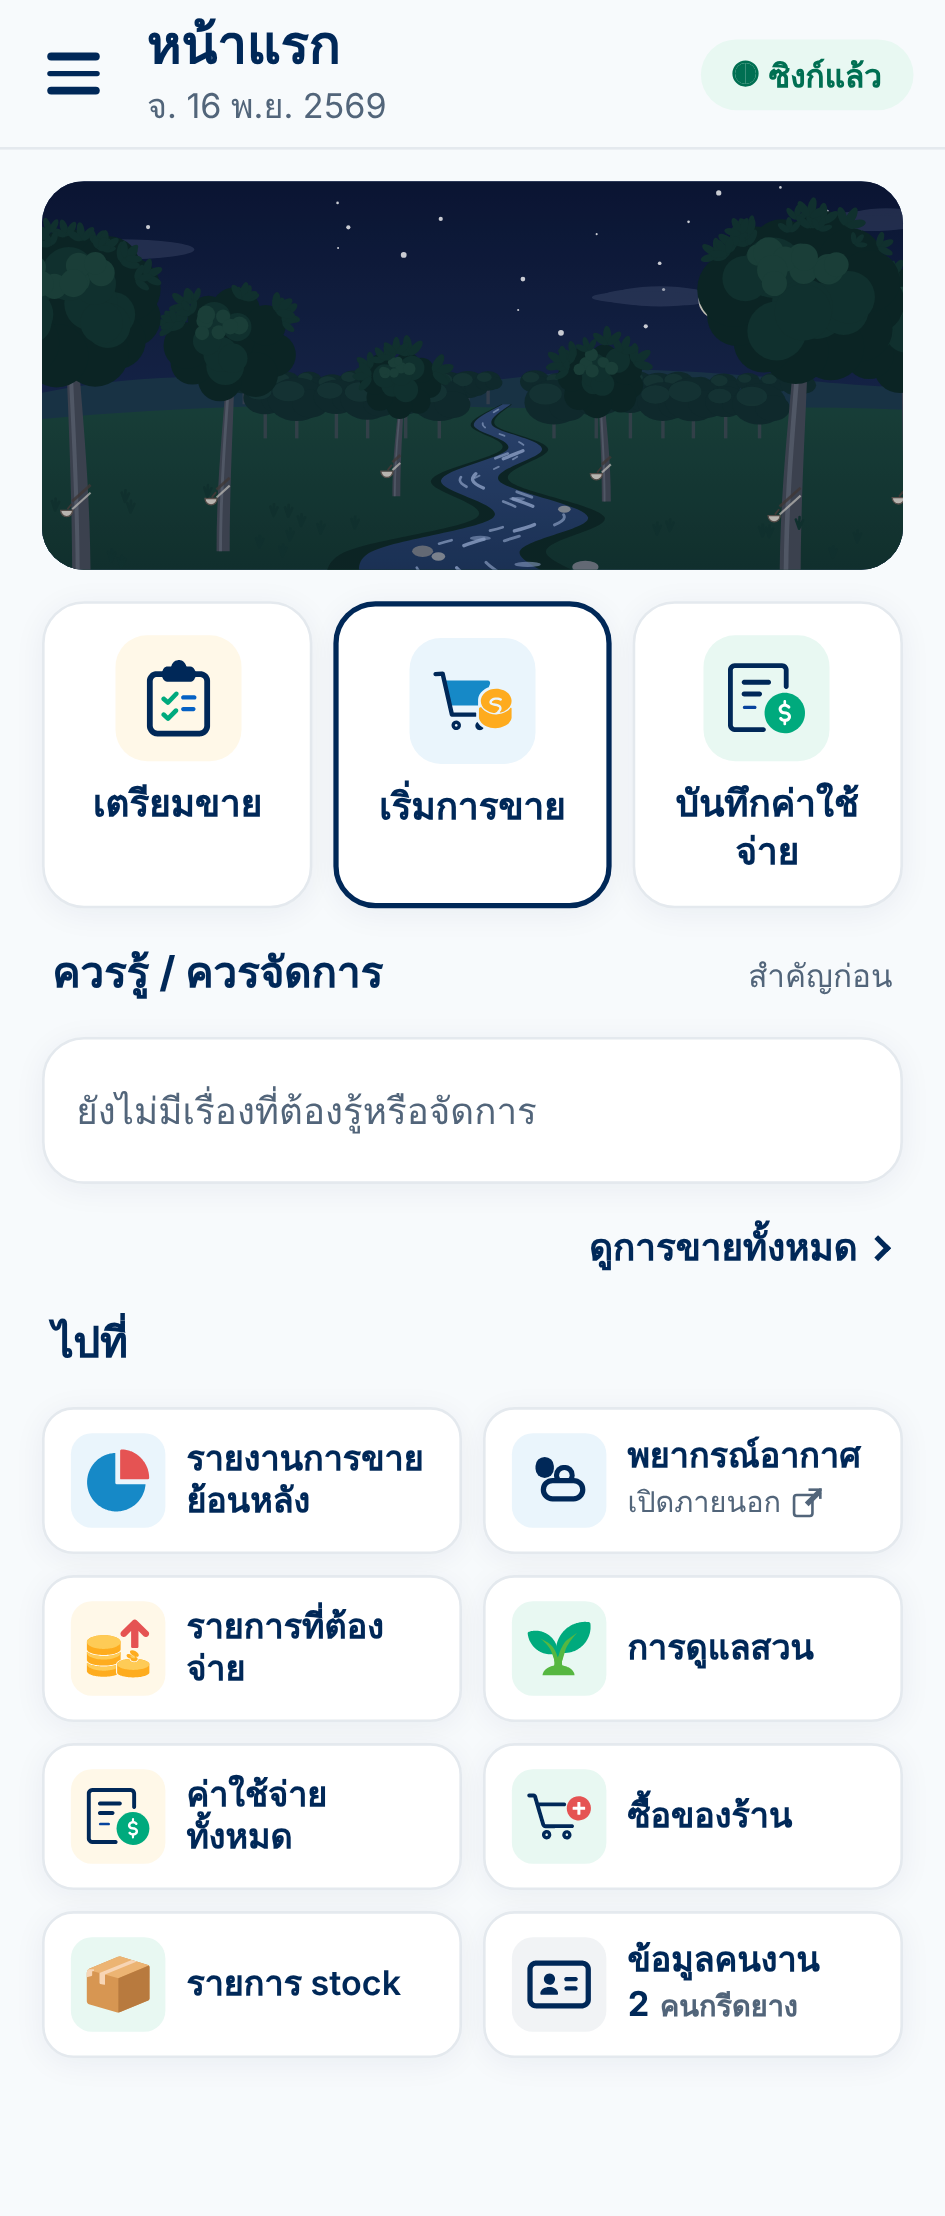 หน้าแรก
จ. 16 พ.ย. 2569
ซิงก์แล้ว
เตรียมขาย
เริ่มการขาย
บันทึกค่าใช้
จ่าย
ควรรู้ / ควรจัดการ
สำคัญก่อน
ยังไม่มีเรื่องที่ต้องรู้หรือจัดการ
ดูการขายทั้งหมด
ไปที่
รายงานการขาย
ย้อนหลัง
พยากรณ์อากาศ
เปิดภายนอก
รายการที่ต้อง
จ่าย
การดูแลสวน
ค่าใช้จ่าย
ทั้งหมด
ซื้อของร้าน
รายการ stock
ข้อมูลคนงาน
2 คนกรีดยาง